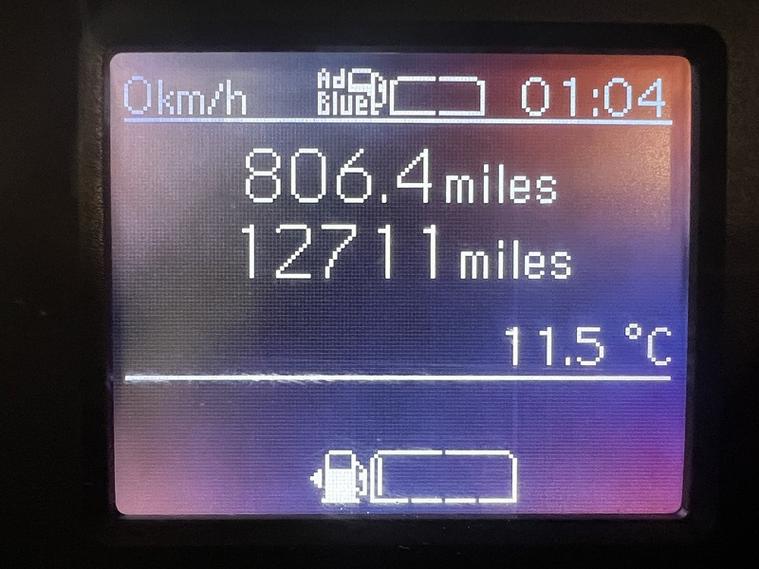 0km/h Ad Blue 01:04
806.4 miles
12711 miles
11.5 °C